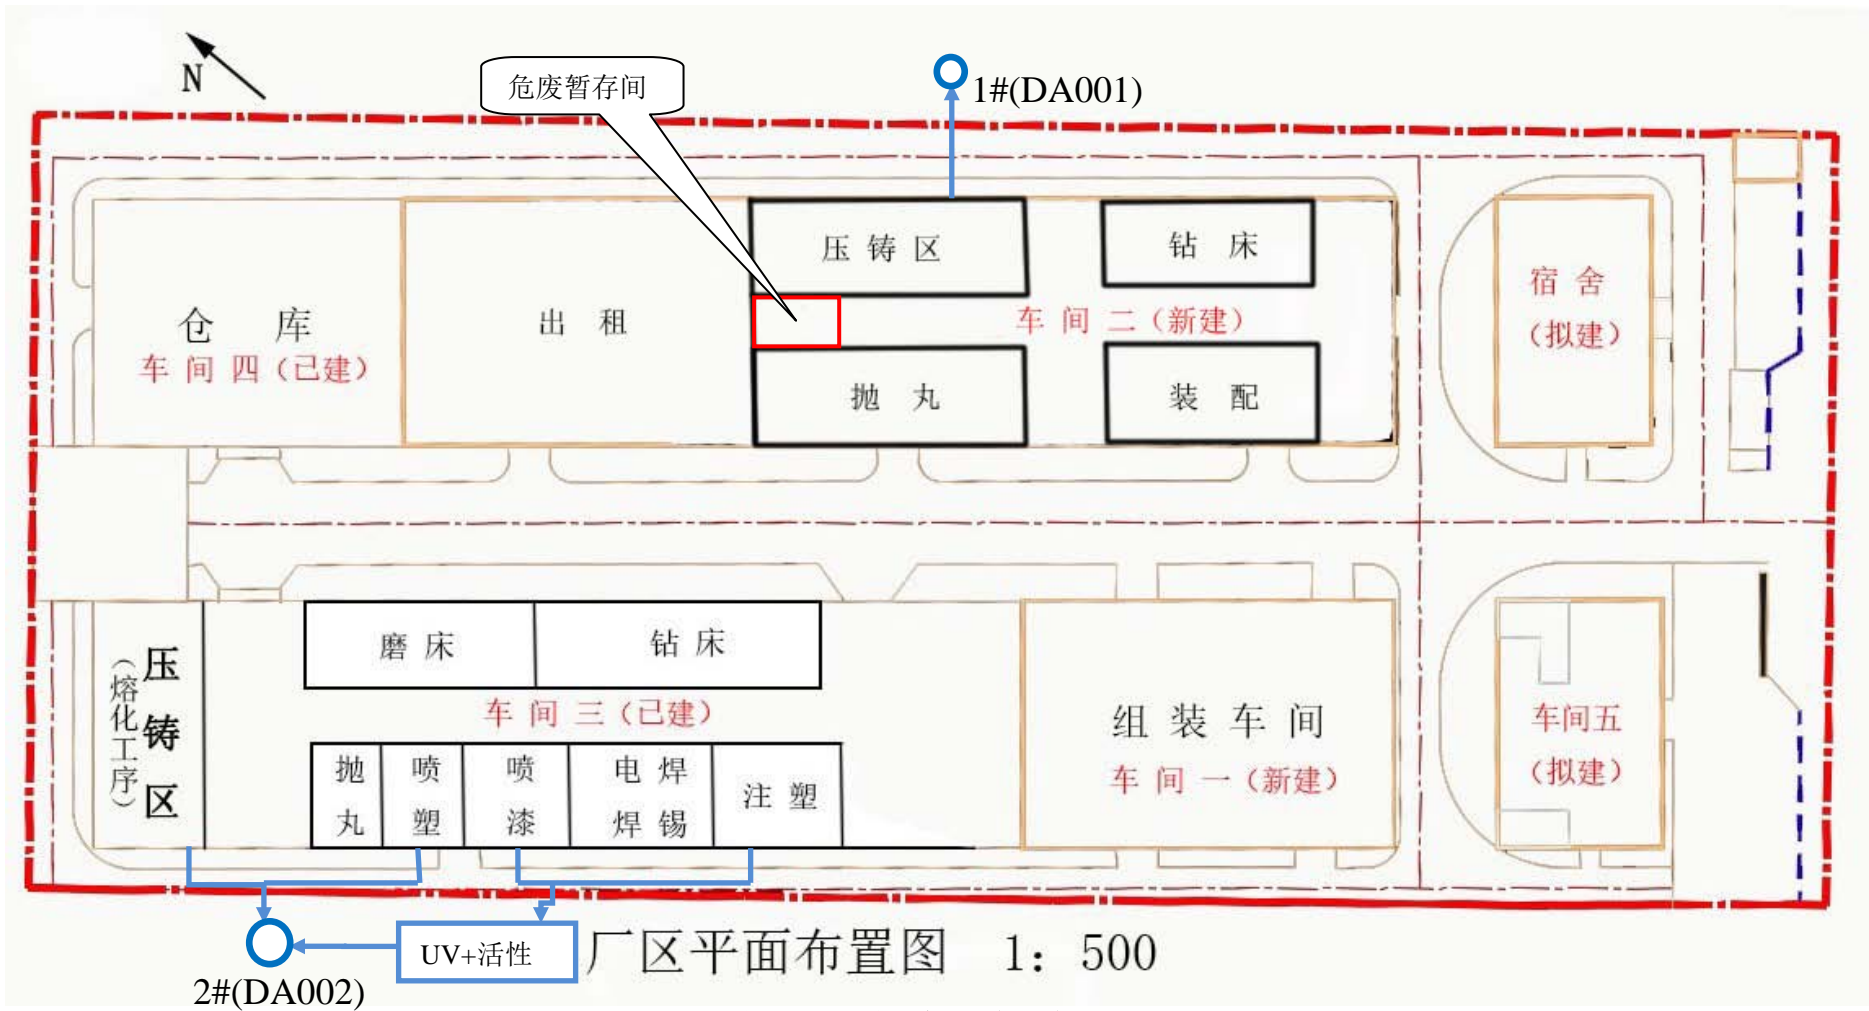 N
危废暂存间
1#(DA001)
压铸区
钻床
仓库
车间四(已建)
出租
车间二(新建)
宿舍
(拟建)
抛丸
装配
压铸区
(熔化工序)
磨床
钻床
车间三(已建)
抛丸
喷塑
喷漆
电焊
焊锡
注塑
组装车间
车间一(新建)
车间五
(拟建)
UV+活性
2#(DA002)
厂区平面布置图 1：500